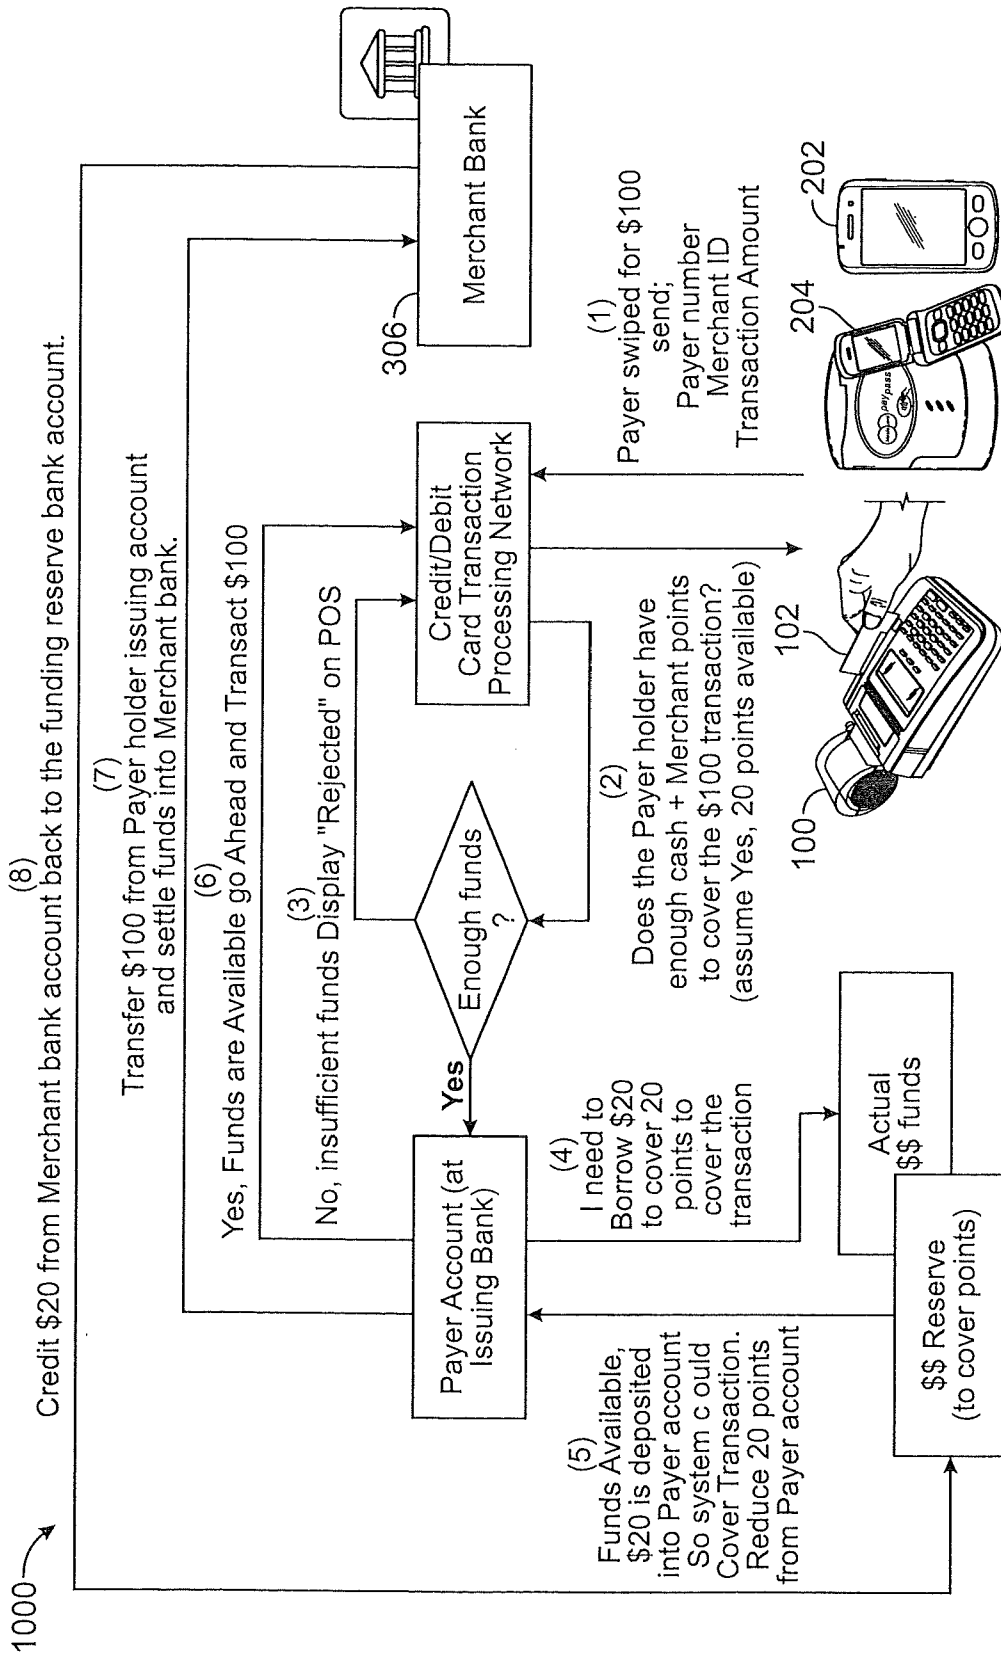 1000
(8)
Credit $20 from Merchant bank account back to the funding reserve bank account.
(7)
Transfer $100 from Payer holder issuing account
and settle funds into Merchant bank.
(6)
Yes, Funds are Available go Ahead and Transact $100
(3)
No, insufficient funds Display "Rejected" on POS
Payer Account (at
Issuing Bank)
Yes
Enough funds
?
Credit/Debit
Card Transaction
Processing Network
306
Merchant Bank
(5)
Funds Available,
$20 is deposited
into Payer account
So system c ould
Cover Transaction.
Reduce 20 points
from Payer account
(4)
I need to
Borrow $20
to cover 20
points to
cover the
transaction
(2)
Does the Payer holder have
enough cash + Merchant points
to cover the $100 transaction?
(assume Yes, 20 points available)
(1)
Payer swiped for $100
send;
Payer number
Merchant ID
Transaction Amount
$$ Reserve
(to cover points)
Actual
$$ funds
100
102
204
202
pay pass